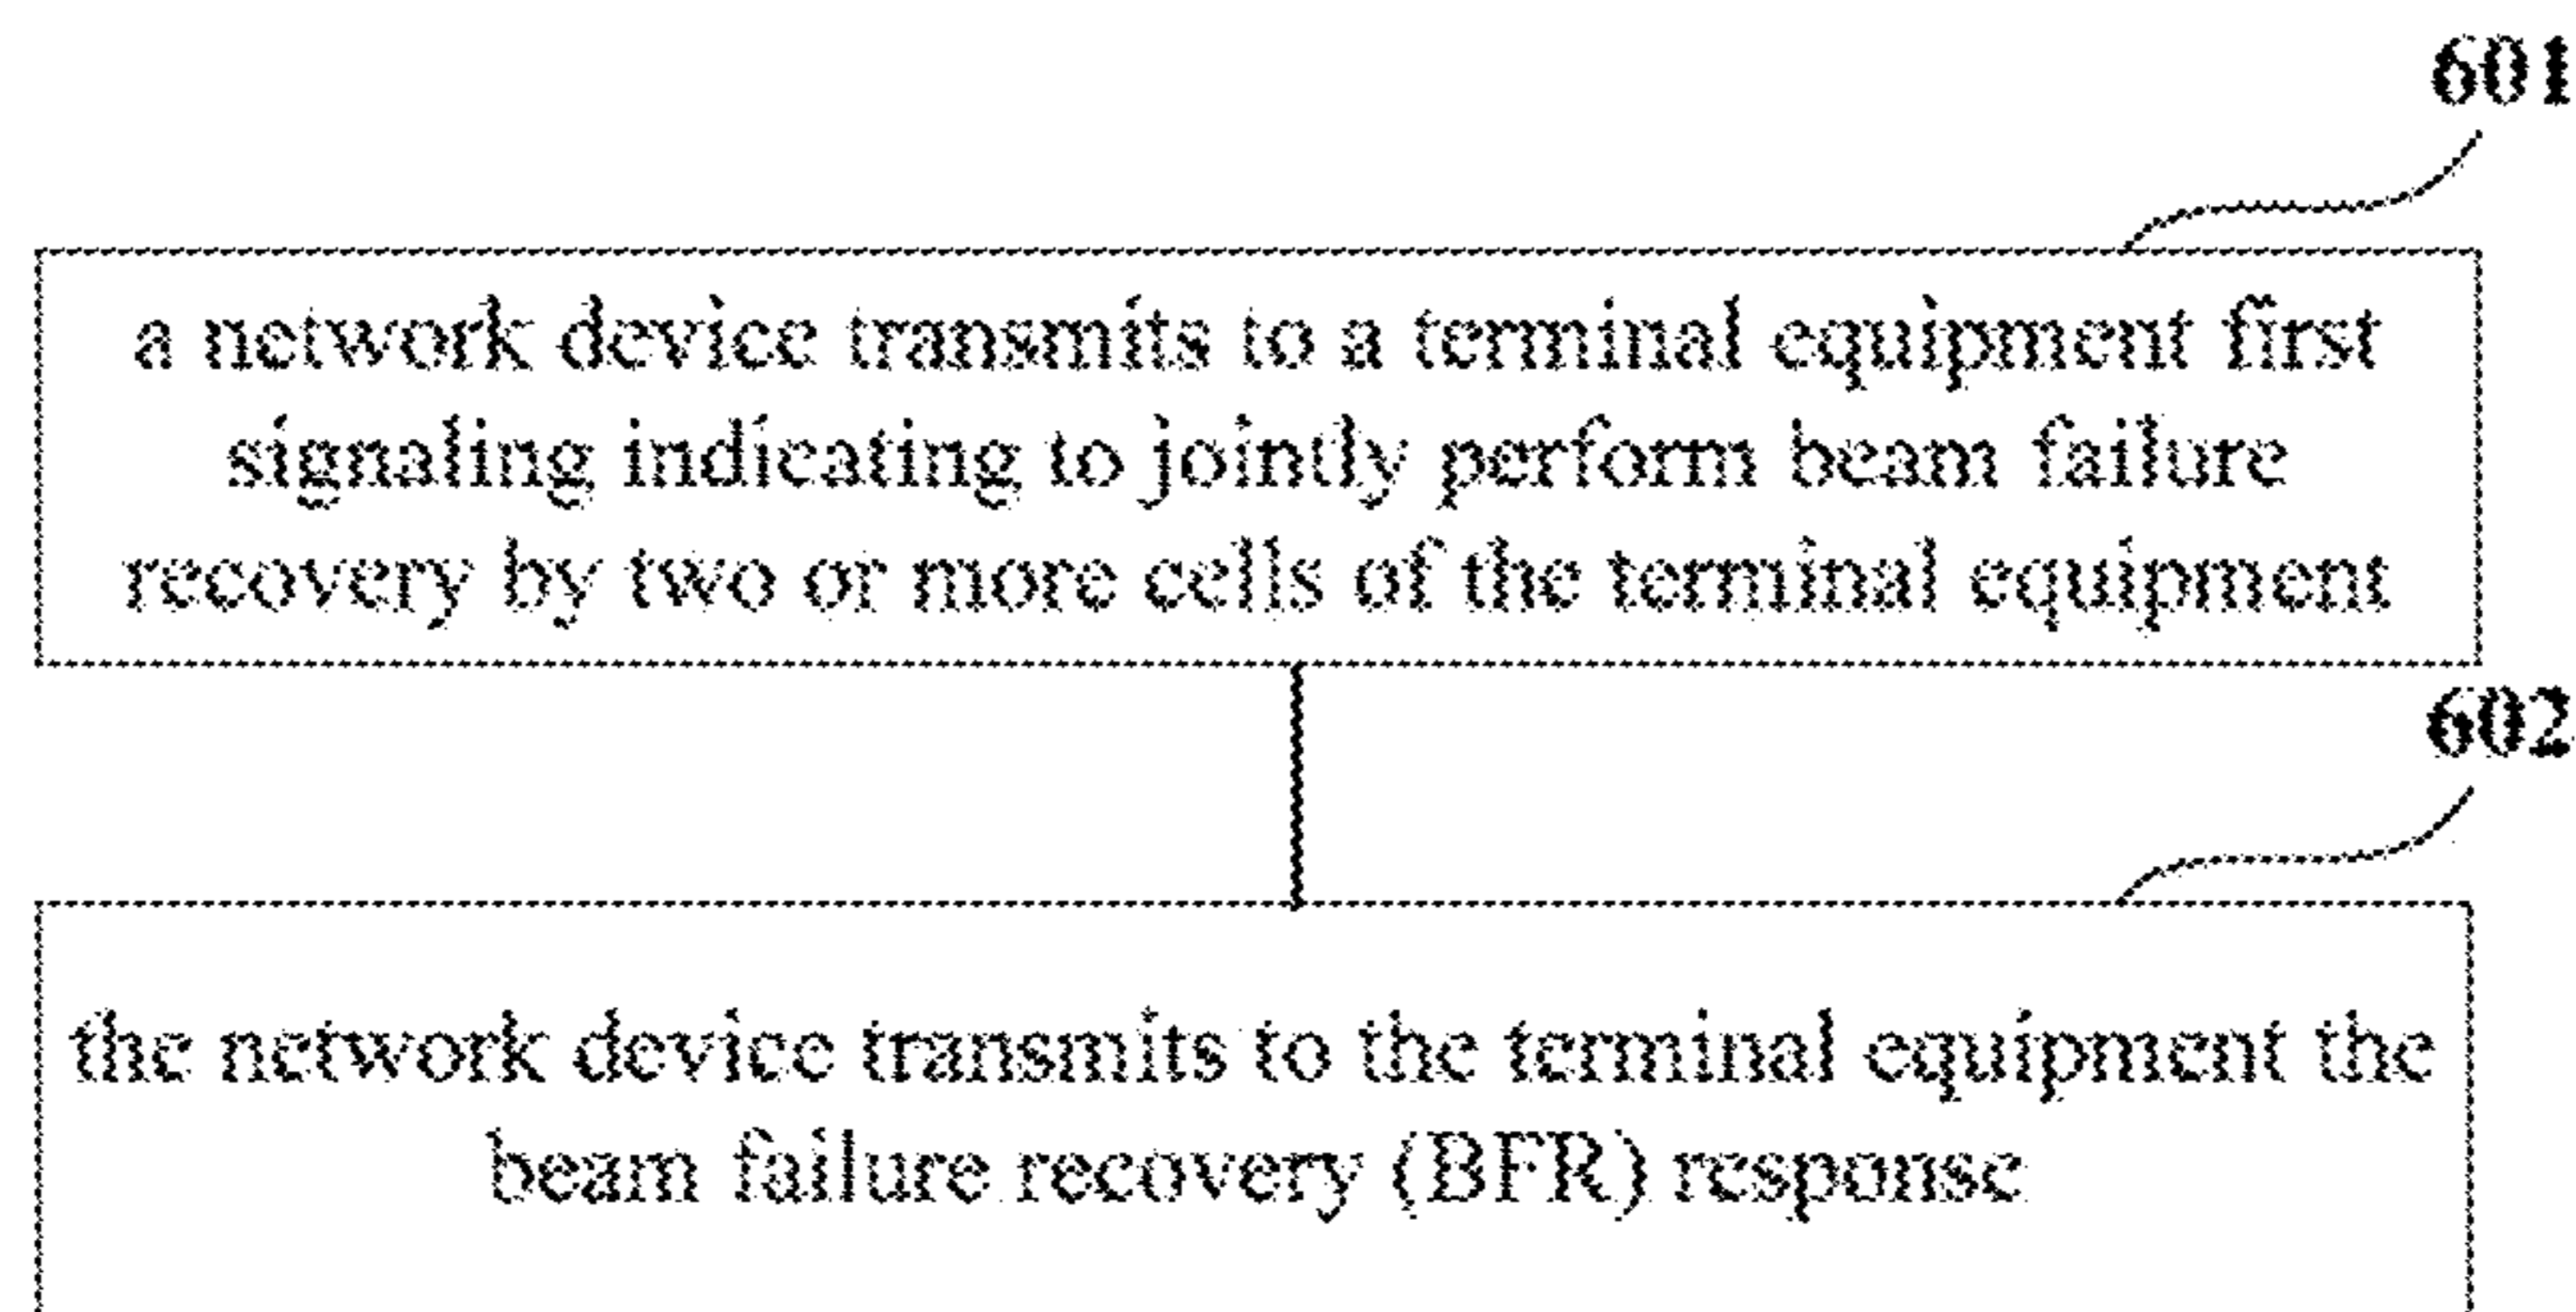 601
a network device transmits to a terminal equipment first
signaling indicating to jointly perform beam failure
recovery by two or more cells of the terminal equipment
602
the network device transmits to the terminal equipment the
beam failure recovery (BFR) response